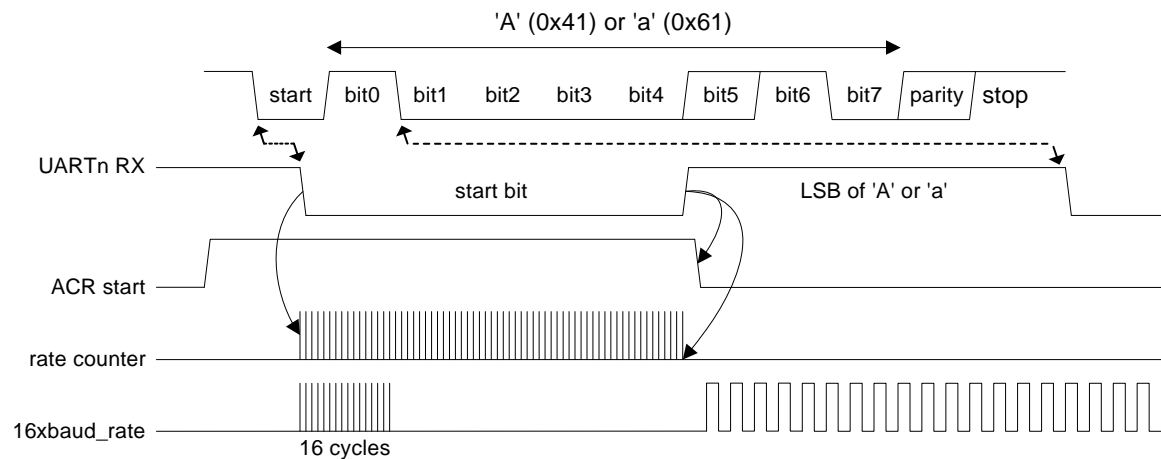 'A' (0x41) or 'a' (0x61)
start bit0 bit1 bit2 bit3 bit4 bit5 bit6 bit7 parity stop
UARTn RX
start bit LSB of 'A' or 'a'
ACR start
rate counter
16xbaud_rate
16 cycles